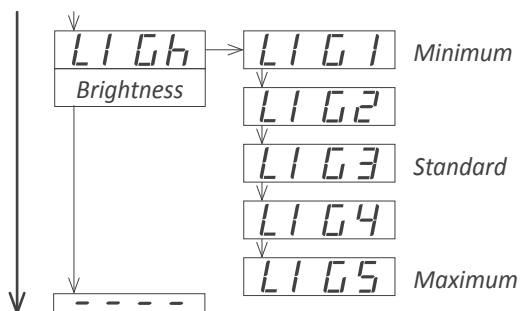 LIGh
Brightness
LIG1 Minimum
LIG2
LIG3 Standard
LIG4
LIG5 Maximum
----